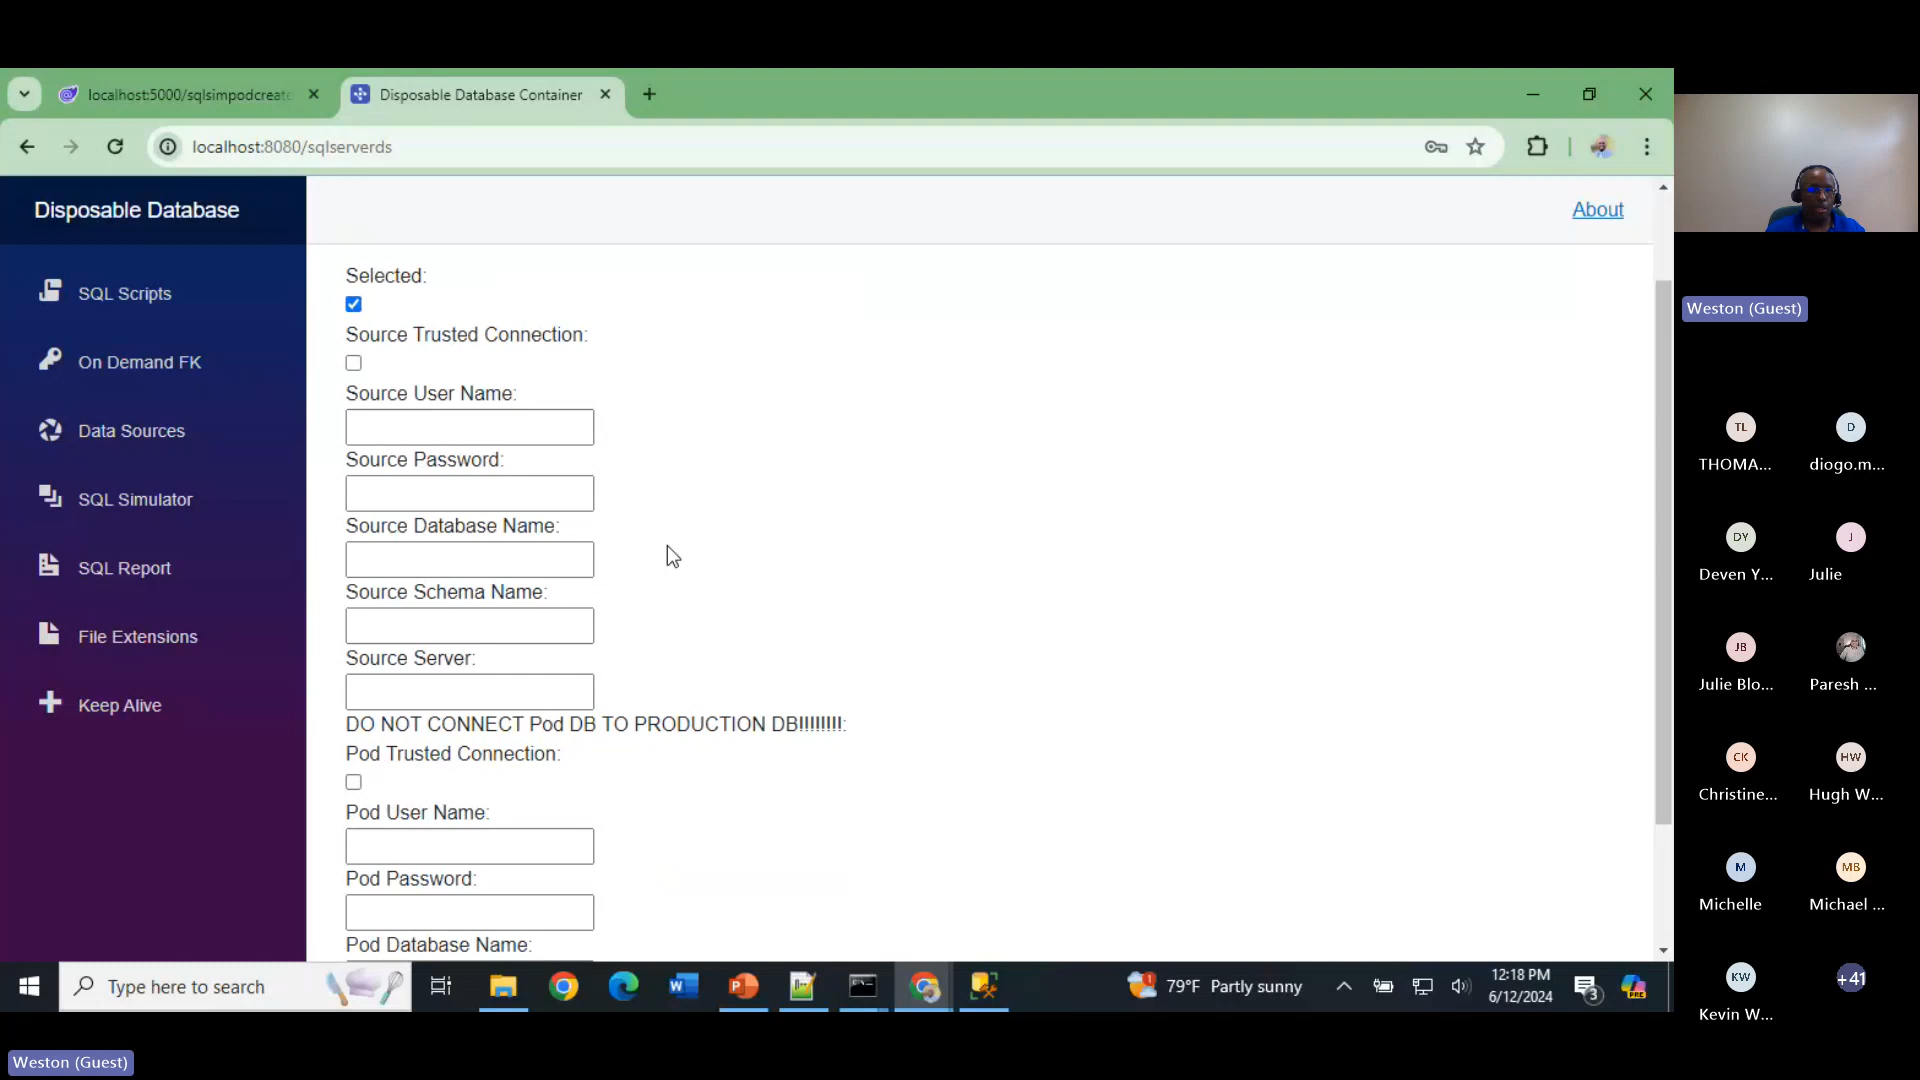 localhost:5000/sqlsimpodcreate
Disposable Database Container
localhost:8080/sqlserverds
Disposable Database
About
SQL Scripts
On Demand FK
Data Sources
SQL Simulator
SQL Report
File Extensions
Keep Alive
Selected:
Source Trusted Connection:
Source User Name:
Source Password:
Source Database Name:
Source Schema Name:
Source Server:
DO NOT CONNECT Pod DB TO PRODUCTION DB!!!!!!!!:
Pod Trusted Connection:
Pod User Name:
Pod Password:
Pod Database Name:
Weston (Guest)
TL
THOMA...
D
diogo.m...
DY
Deven Y...
J
Julie
JB
Julie Blo...
Paresh ...
CK
Christine...
HW
Hugh W...
M
Michelle
MB
Michael ...
KW
Kevin W...
+41
Type here to search
79°F Partly sunny
12:18 PM
6/12/2024
3
Weston (Guest)